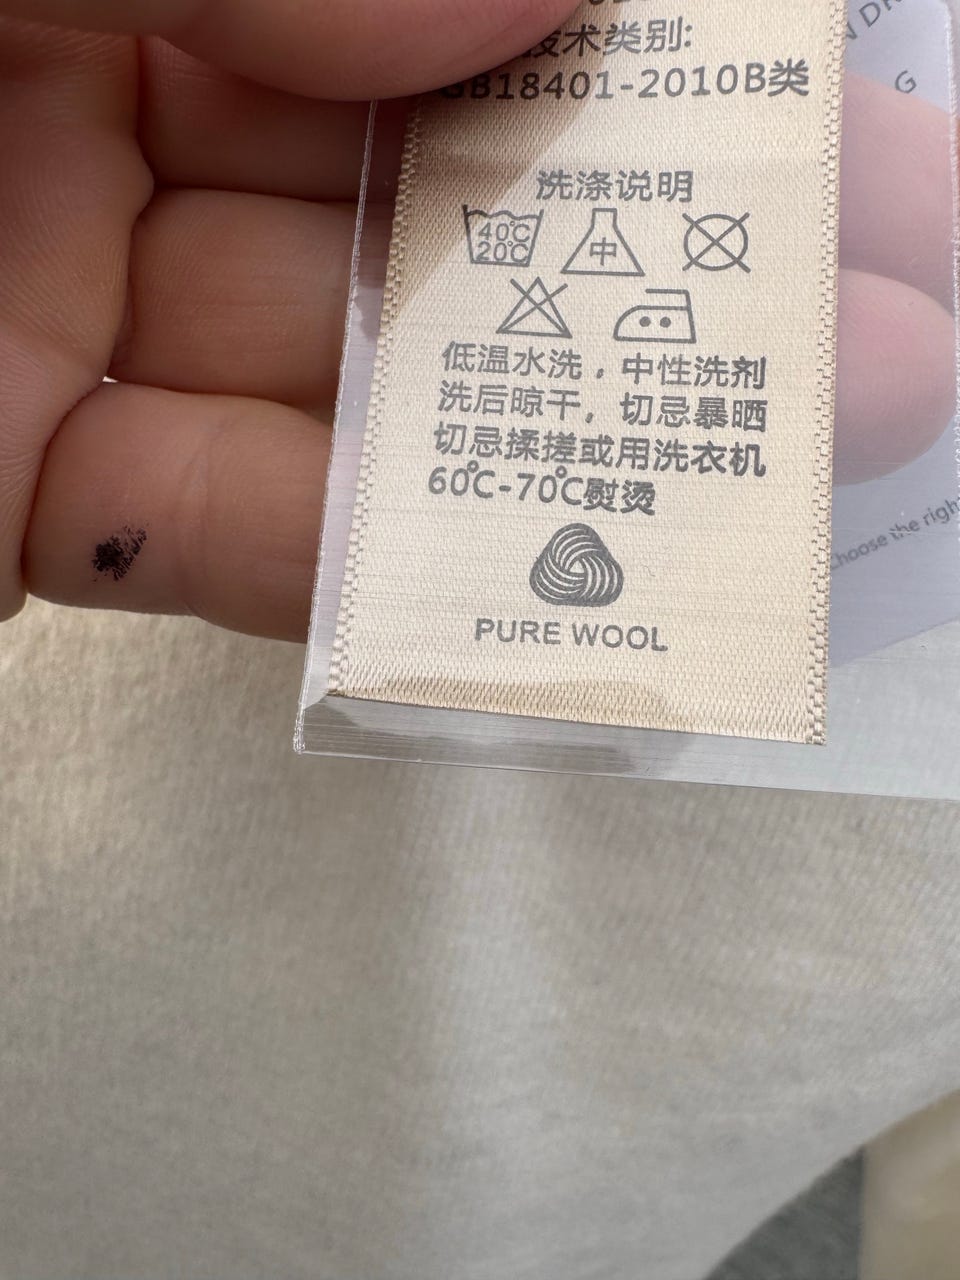 技术类别:
GB18401-2010B类
洗涤说明
40℃
20℃
中
低温水洗，中性洗剂
洗后晾干，切忌暴晒
切忌揉搓或用洗衣机
60℃-70℃熨烫
PURE WOOL
G
Choose the righ